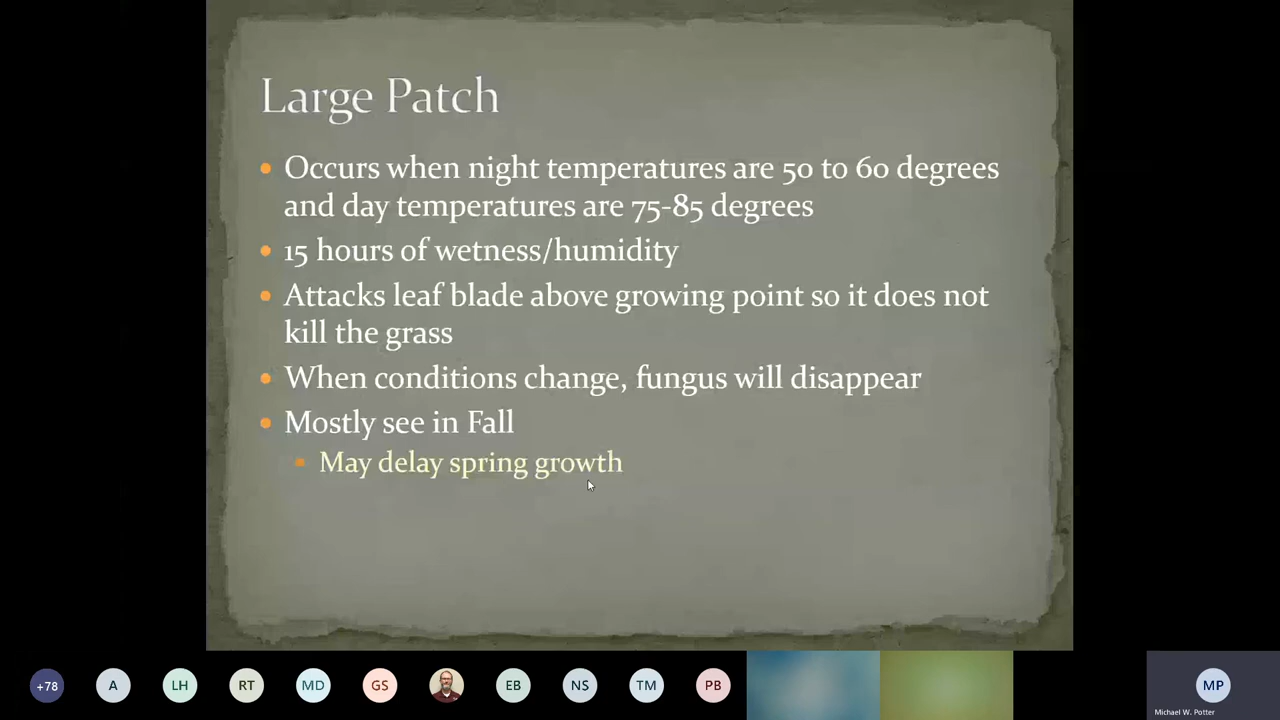 Large Patch
Occurs when night temperatures are 50 to 60 degrees
and day temperatures are 75-85 degrees
15 hours of wetness/humidity
Attacks leaf blade above growing point so it does not
kill the grass
When conditions change, fungus will disappear
Mostly see in Fall
May delay spring growth
+78 A LH RT MD GS EB NS TM PB MP
Michael W. Potter